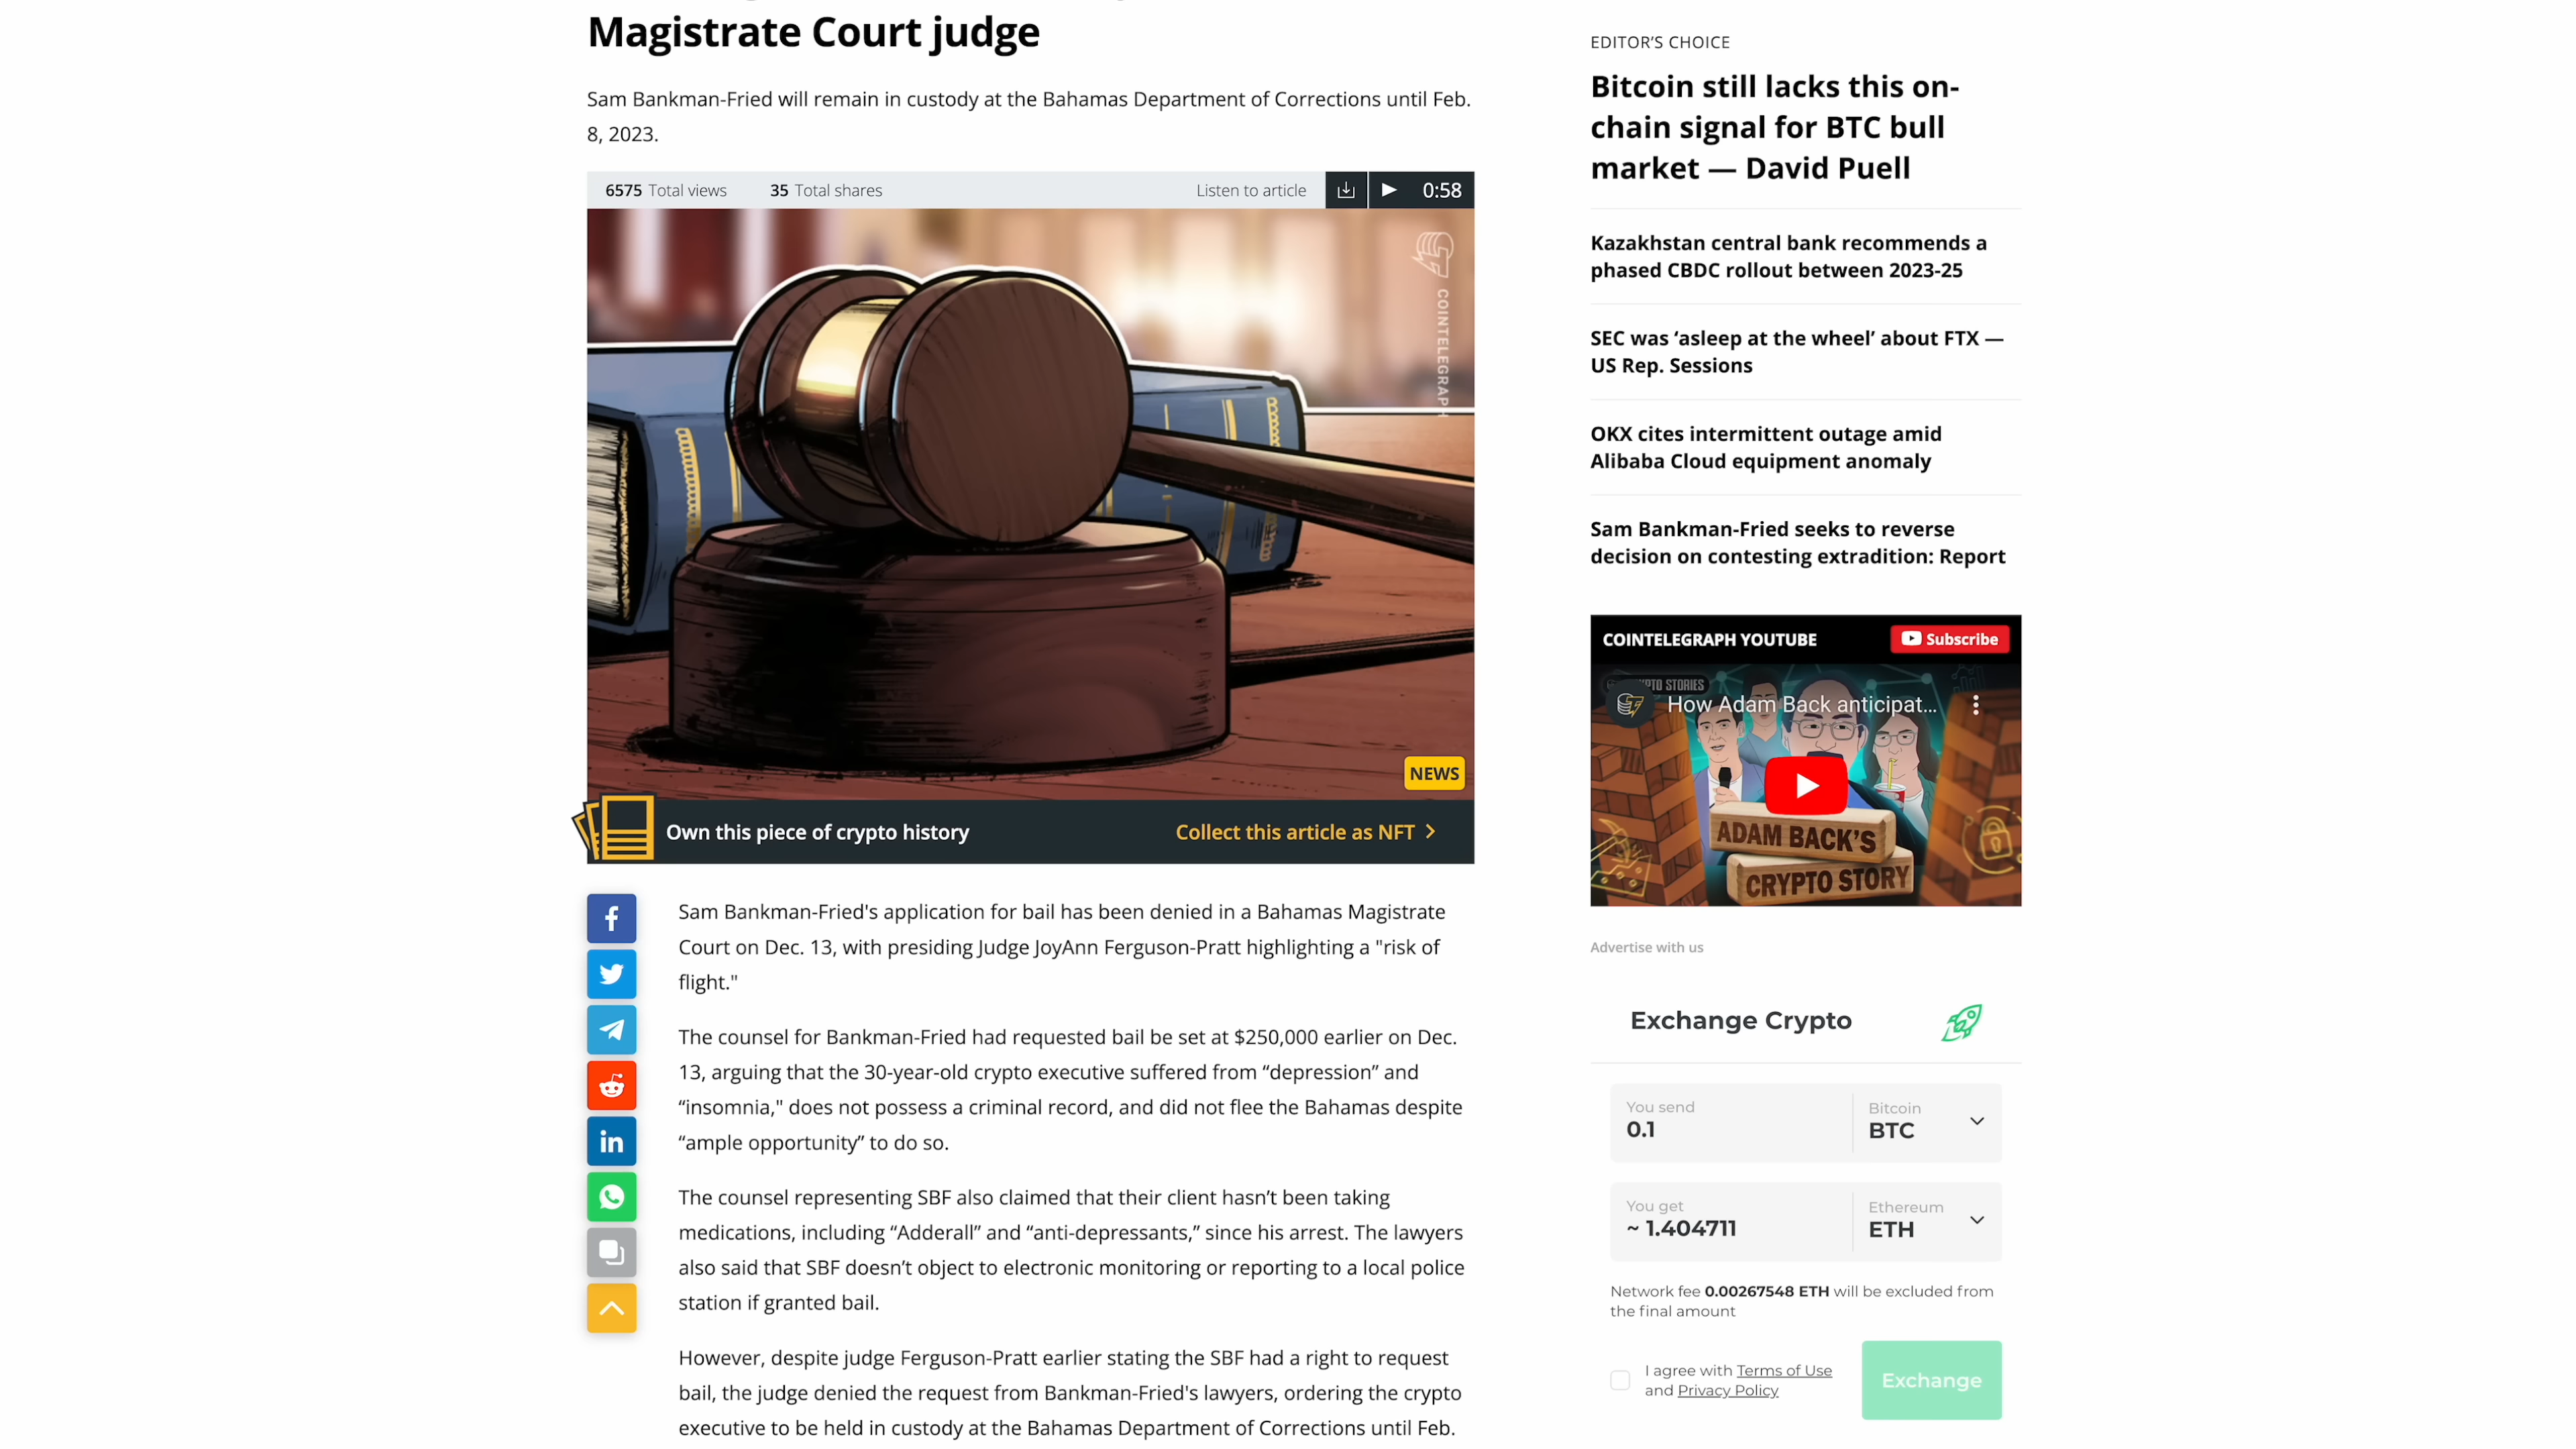 Magistrate Court judge
Sam Bankman-Fried will remain in custody at the Bahamas Department of Corrections until Feb.
8, 2023.
6575 Total views 35 Total shares Listen to article 0:58
COINTELEGRAPH
NEWS
Own this piece of crypto history Collect this article as NFT
Sam Bankman-Fried's application for bail has been denied in a Bahamas Magistrate
Court on Dec. 13, with presiding Judge JoyAnn Ferguson-Pratt highlighting a "risk of
flight."
The counsel for Bankman-Fried had requested bail be set at $250,000 earlier on Dec.
13, arguing that the 30-year-old crypto executive suffered from “depression” and
“insomnia," does not possess a criminal record, and did not flee the Bahamas despite
“ample opportunity” to do so.
The counsel representing SBF also claimed that their client hasn’t been taking
medications, including “Adderall” and “anti-depressants,” since his arrest. The lawyers
also said that SBF doesn’t object to electronic monitoring or reporting to a local police
station if granted bail.
However, despite judge Ferguson-Pratt earlier stating the SBF had a right to request
bail, the judge denied the request from Bankman-Fried's lawyers, ordering the crypto
executive to be held in custody at the Bahamas Department of Corrections until Feb.
EDITOR’S CHOICE
Bitcoin still lacks this on-
chain signal for BTC bull
market — David Puell
Kazakhstan central bank recommends a
phased CBDC rollout between 2023-25
SEC was ‘asleep at the wheel’ about FTX —
US Rep. Sessions
OKX cites intermittent outage amid
Alibaba Cloud equipment anomaly
Sam Bankman-Fried seeks to reverse
decision on contesting extradition: Report
COINTELEGRAPH YOUTUBE Subscribe
STORIES
How Adam Back anticipat...
ADAM BACK'S
CRYPTO STORY
Advertise with us
Exchange Crypto
You send
0.1
Bitcoin
BTC
You get
~ 1.404711
Ethereum
ETH
Network fee 0.00267548 ETH will be excluded from
the final amount
I agree with Terms of Use
and Privacy Policy
Exchange